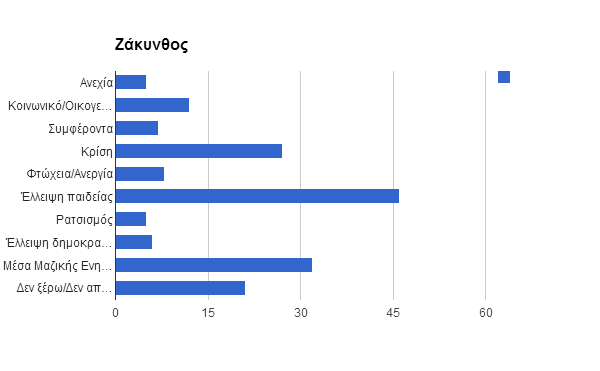 Ζάκυνθος
Ανεχία
Κοινωνικό/Οικογε...
Συμφέροντα
Κρίση
Φτώχεια/Ανεργία
Έλλειψη παιδείας
Ρατσισμός
Έλλειψη δημοκρα...
Μέσα Μαζικής Ενη...
Δεν ξέρω/Δεν απ...
0 15 30 45 60